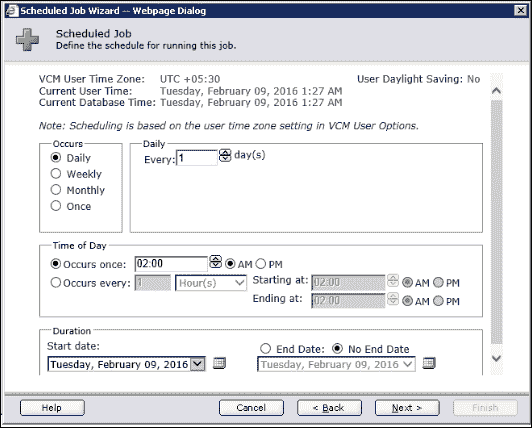 Scheduled Job Wizard -- Webpage Dialog
Scheduled Job
Define the schedule for running this job.
VCM User Time Zone: UTC +05:30 User Daylight Saving: No
Current User Time: Tuesday, February 09, 2016 1:27 AM
Current Database Time: Tuesday, February 09, 2016 1:27 AM
Note: Scheduling is based on the user time zone setting in VCM User Options.
Occurs
Daily
Weekly
Monthly
Once
Daily
Every: 1 day(s)
Time of Day
Occurs once: 02:00 AM PM
Occurs every: 1 Hour(s) Starting at: 02:00 AM PM
Ending at: 02:00 AM PM
Duration
Start date: End Date: No End Date
Tuesday, February 09, 2016 Tuesday, February 09, 2016
Help Cancel < Back Next > Finish